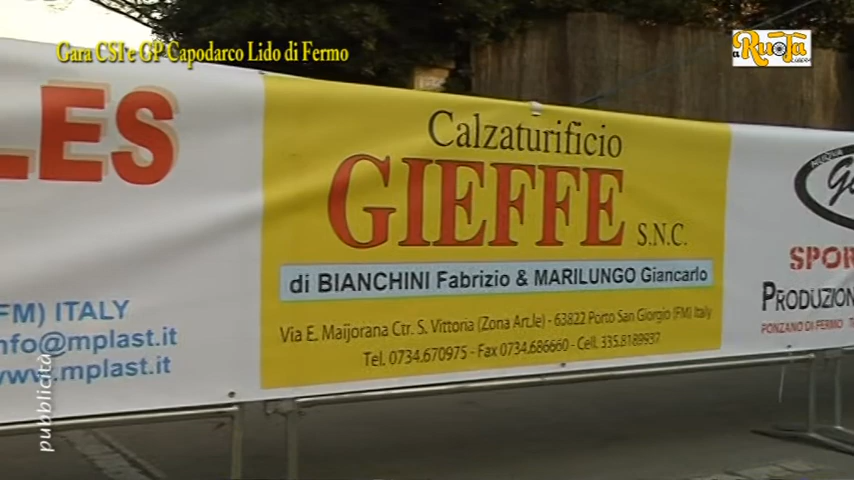 Gara CSI e GP Capodarco Lido di Fermo
a RuoTa
LES
FM) ITALY
info@mplast.it
www.mplast.it
pubblicità
Calzaturificio
GIEFFE S.N.C.
di BIANCHINI Fabrizio & MARILUNGO Giancarlo
Via E. Maijorana Ctr. S. Vittoria (Zona Art.le) - 63822 Porto San Giorgio (FM) Italy
Tel. 0734.670975 - Fax 0734.686660 - Cell. 335.8189937
NUOVA
SPOR
PRODUZION
PONZANO DI FERMO